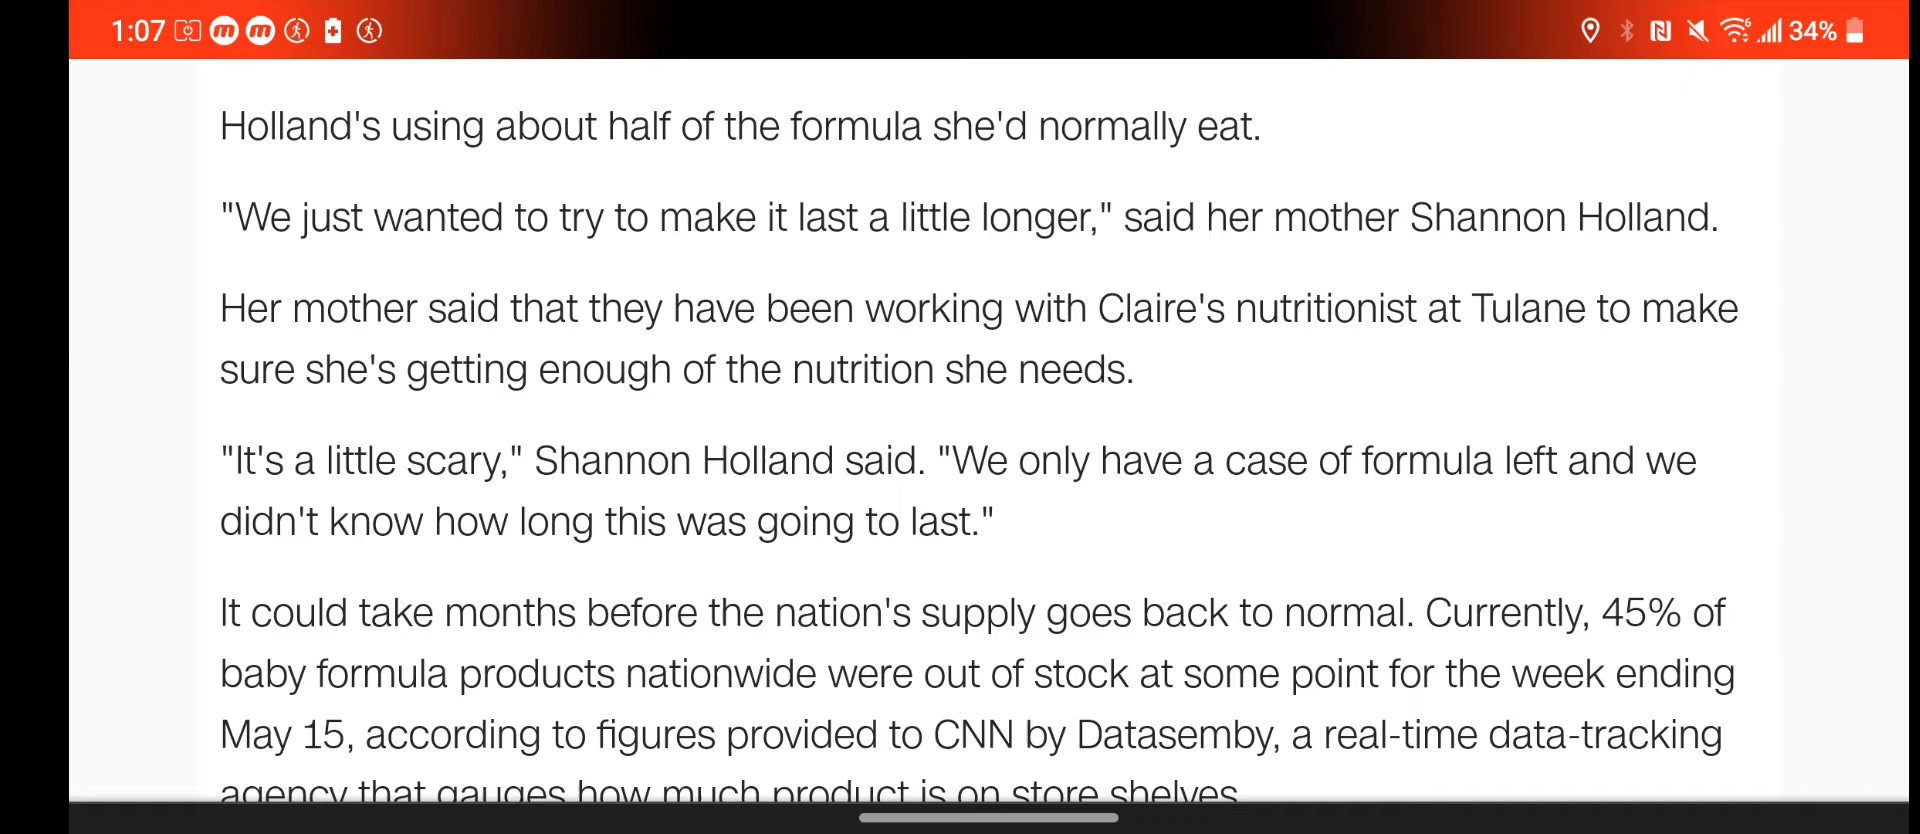 1:07
34%
Holland's using about half of the formula she'd normally eat.
"We just wanted to try to make it last a little longer," said her mother Shannon Holland.
Her mother said that they have been working with Claire's nutritionist at Tulane to make
sure she's getting enough of the nutrition she needs.
"It's a little scary," Shannon Holland said. "We only have a case of formula left and we
didn't know how long this was going to last."
It could take months before the nation's supply goes back to normal. Currently, 45% of
baby formula products nationwide were out of stock at some point for the week ending
May 15, according to figures provided to CNN by Datasemby, a real-time data-tracking
agency that gauges how much product is on store shelves.